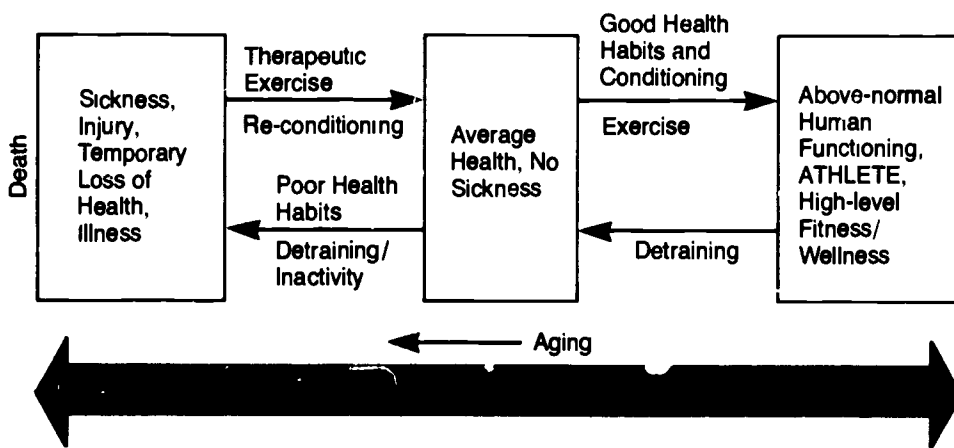 Death
Sickness,
Injury,
Temporary
Loss of
Health,
Illness
Therapeutic
Exercise
Re-conditioning
Poor Health
Habits
Detraining/
Inactivity
Average
Health, No
Sickness
Good Health
Habits and
Conditioning
Exercise
Detraining
Above-normal
Human
Functioning,
ATHLETE,
High-level
Fitness/
Wellness
Aging